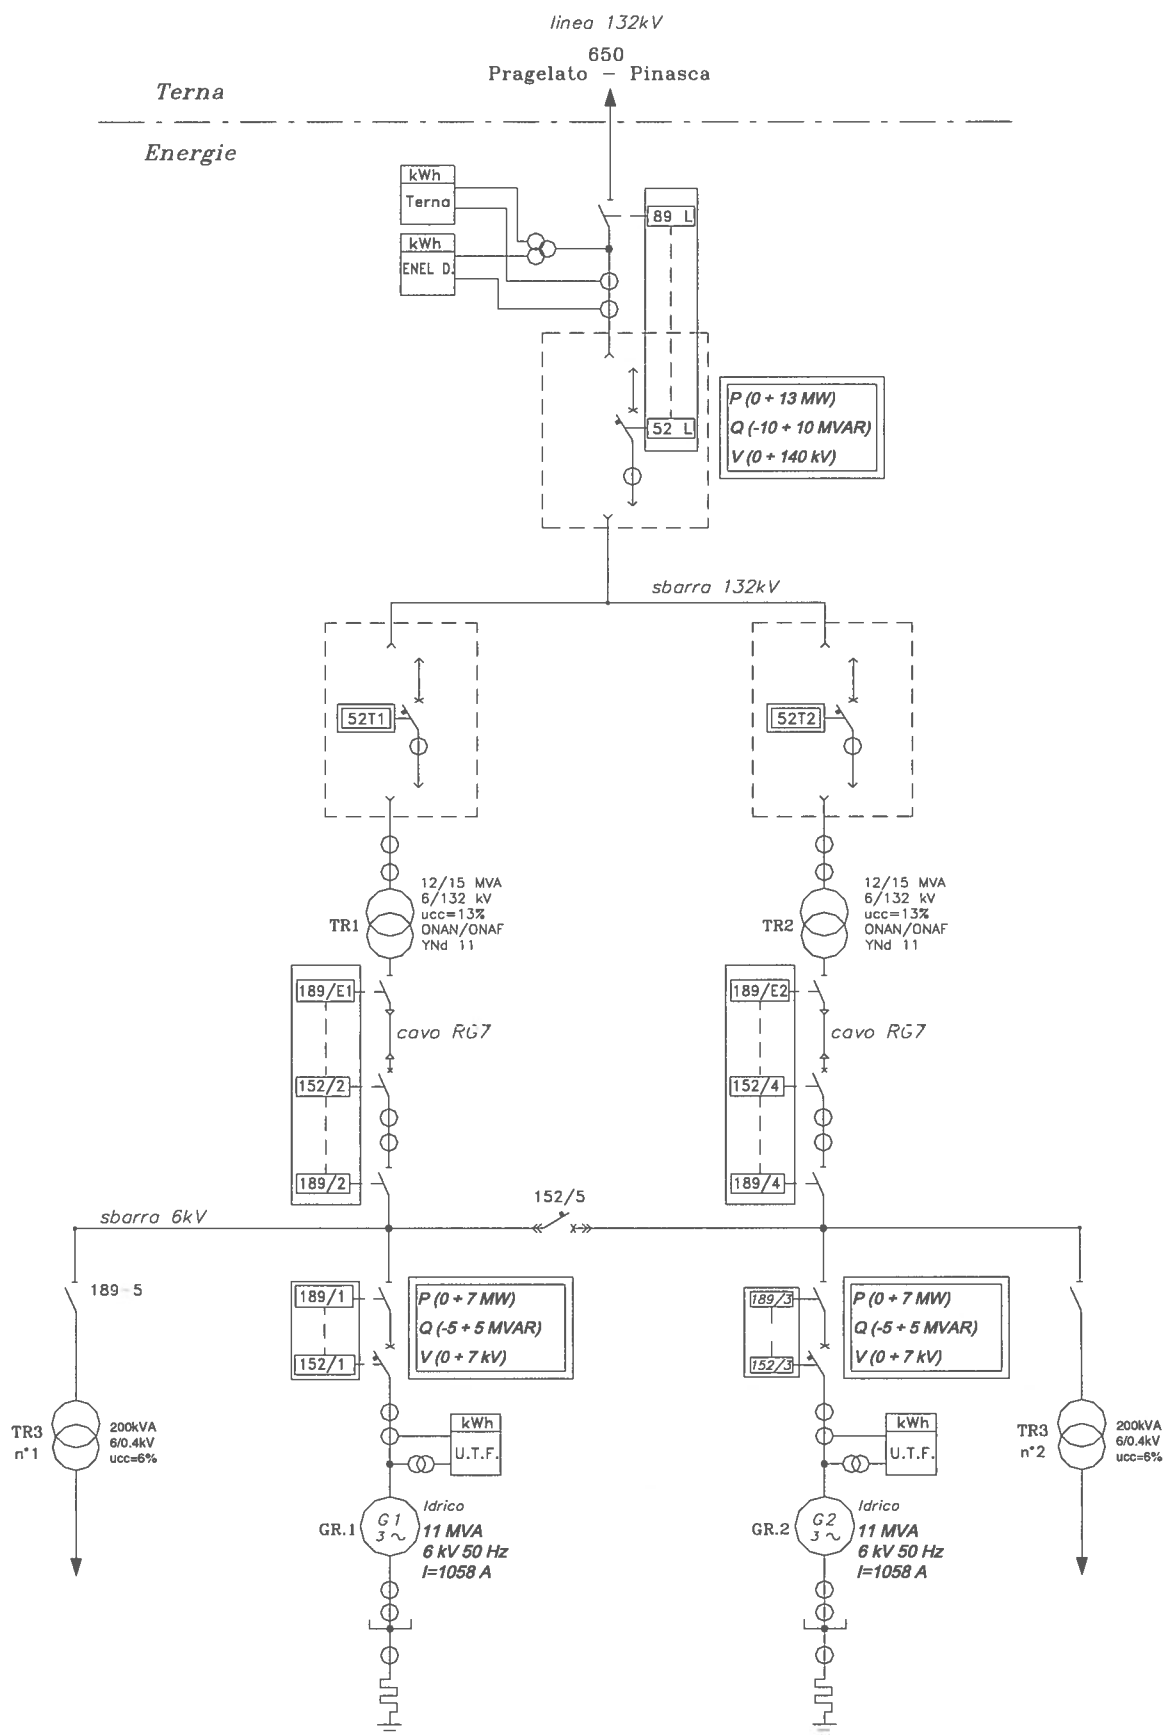 linea 132kV
650
Pragelato - Pinasca
Terna
Energie
kWh
Terna
kWh
ENEL D.
89 L
52 L
P (0 + 13 MW)
Q (-10 + 10 MVAR)
V (0 + 140 kV)
sbarra 132kV
52T1
52T2
TR1
12/15 MVA
6/132 kV
ucc=13%
ONAN/ONAF
YNd 11
TR2
12/15 MVA
6/132 kV
ucc=13%
ONAN/ONAF
YNd 11
189/E1
cavo RG7
152/2
189/2
189/E2
cavo RG7
152/4
189/4
sbarra 6kV
152/5
189-5
189/1
152/1
P (0 + 7 MW)
Q (-5 + 5 MVAR)
V (0 + 7 kV)
189/3
152/3
P (0 + 7 MW)
Q (-5 + 5 MVAR)
V (0 + 7 kV)
TR3
n°1
200kVA
6/0.4kV
ucc=6%
kWh
U.T.F.
kWh
U.T.F.
TR3
n°2
200kVA
6/0.4kV
ucc=6%
GR.1
G1
3 ~
Idrico
11 MVA
6 kV 50 Hz
I=1058 A
GR.2
G2
3 ~
Idrico
11 MVA
6 kV 50 Hz
I=1058 A